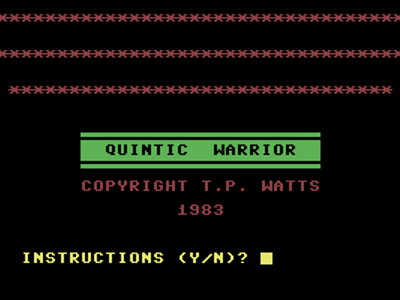 QUINTIC WARRIOR
COPYRIGHT T.P. WATTS
1983
INSTRUCTIONS (Y/N)?